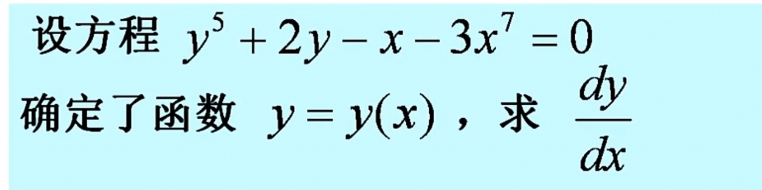 设方程 y⁵ + 2y − x − 3x⁷ = 0
确定了函数 y = y(x) ，求 dy/dx